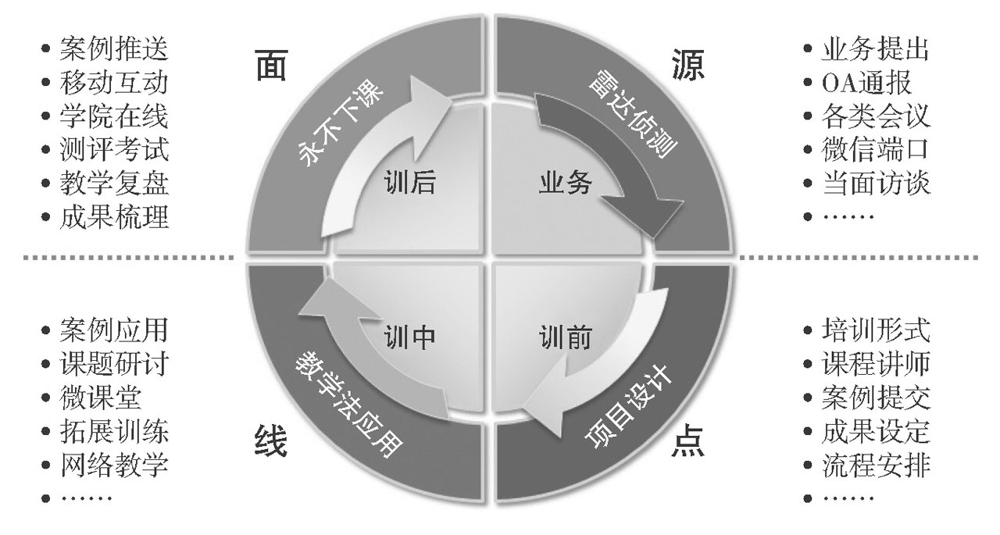 • 案例推送
• 移动互动
• 学院在线
• 测评考试
• 教学复盘
• 成果梳理
面
永不下课
训后
源
雷达侦测
业务
• 业务提出
• OA通报
• 各类会议
• 微信端口
• 当面访谈
• ……
• 案例应用
• 课题研讨
• 微课堂
• 拓展训练
• 网络教学
• ……
线
教学法应用
训中
点
项目设计
训前
• 培训形式
• 课程讲师
• 案例提交
• 成果设定
• 流程安排
• ……